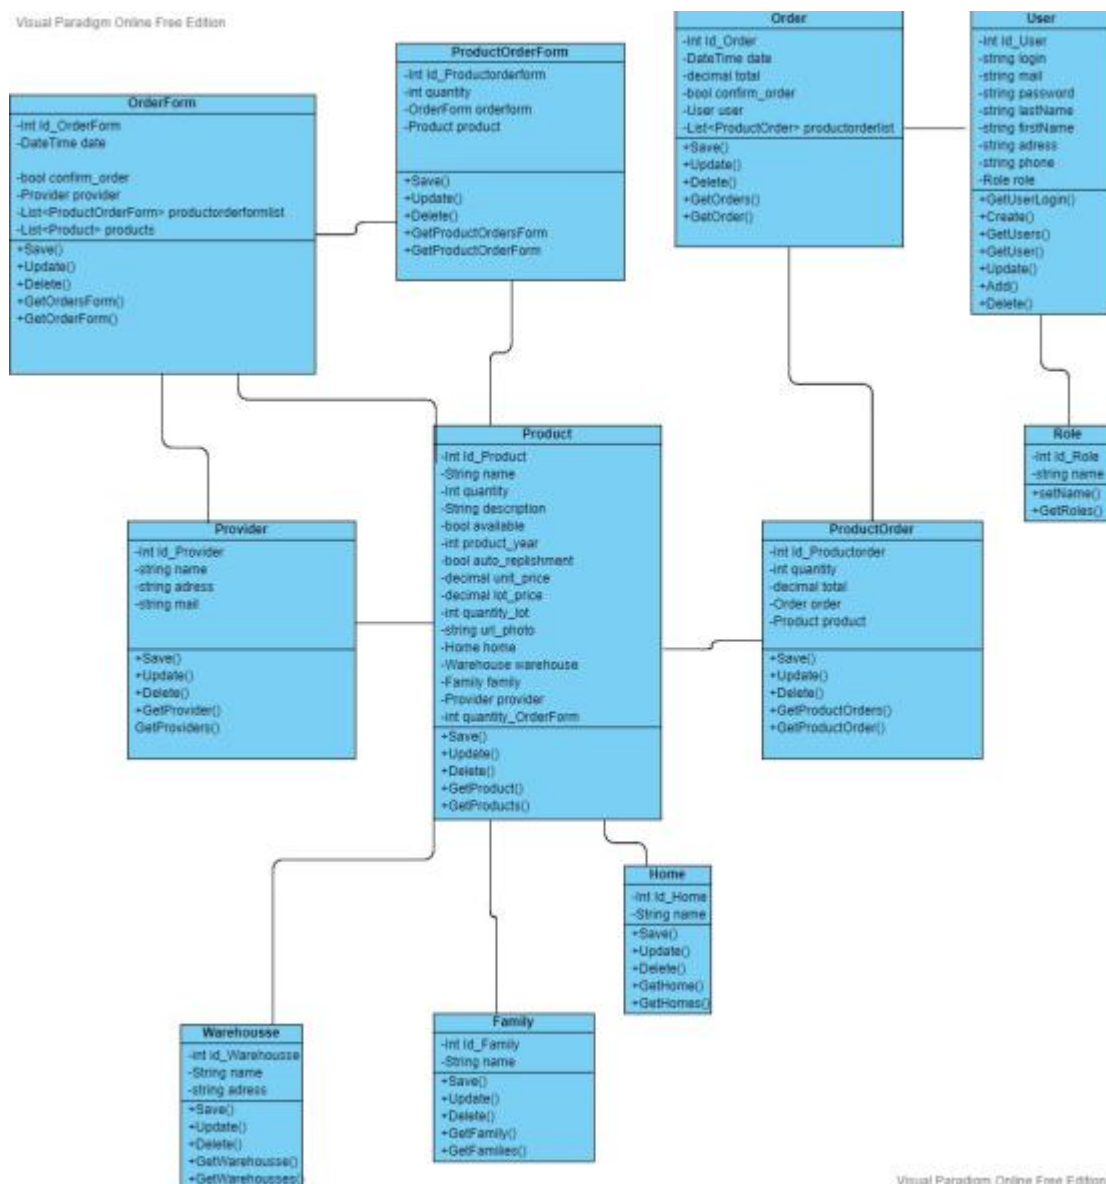 Visual Paradigm Online Free Edition
ProductOrderForm
-Int Id_Productorderform
-int quantity
-OrderForm orderform
-Product product
+Save()
+Update()
+Delete()
+GetProductOrdersForm
+GetProductOrderForm
Order
-Int Id_Order
-DateTime date
-decimal total
-bool confirm_order
-User user
-List<ProductOrder> productorderlist
+Save()
+Update()
+Delete()
+GetOrders()
+GetOrder()
User
-Int Id_User
-string login
-string mail
-string password
-string lastName
-string firstName
-string adress
-string phone
-Role role
+GetUserLogin()
+Create()
+GetUsers()
+GetUser()
+Update()
+Add()
+Delete()
OrderForm
-Int Id_OrderForm
-DateTime date
-bool confirm_order
-Provider provider
-List<ProductOrderForm> productorderformlist
-List<Product> products
+Save()
+Update()
+Delete()
+GetOrdersForm()
+GetOrderForm()
Product
-Int Id_Product
-String name
-Int quantity
-String description
-bool available
-int product_year
-bool auto_replishment
-decimal unit_price
-decimal lot_price
-int quantity_lot
-string url_photo
-Home home
-Warehouse warehouse
-Family family
-Provider provider
-int quantity_OrderForm
+Save()
+Update()
+Delete()
+GetProduct()
+GetProducts()
Role
-Int Id_Role
-string name
+setName()
+GetRoles()
Provider
-Int Id_Provider
-string name
-string adress
-string mail
+Save()
+Update()
+Delete()
+GetProvider()
GetProviders()
ProductOrder
-Int Id_Productorder
-int quantity
-decimal total
-Order order
-Product product
+Save()
+Update()
+Delete()
+GetProductOrders()
+GetProductOrder()
Home
-Int Id_Home
-String name
+Save()
+Update()
+Delete()
+GetHome()
+GetHomes()
Warehousse
-int id_Warehousse
-String name
-string adress
+Save()
+Update()
+Delete()
+GetWarehousse()
+GetWarehousses()
Family
-Int Id_Family
-String name
+Save()
+Update()
+Delete()
+GetFamily()
+GetFamilies()
Visual Paradigm Online Free Edition